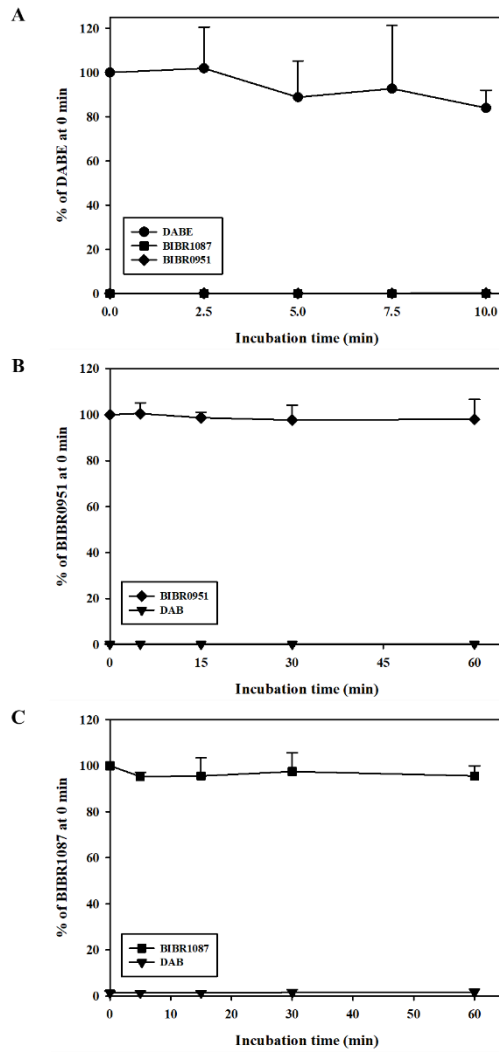 A
% of DABE at 0 min
120
100
80
60
40
20
0
DABE
BIBR1087
BIBR0951
0.0 2.5 5.0 7.5 10.0
Incubation time (min)
B
% of BIBR0951 at 0 min
120
100
80
60
40
20
0
BIBR0951
DAB
0 15 30 45 60
Incubation time (min)
C
% of BIBR1087 at 0 min
120
100
80
60
40
20
0
BIBR1087
DAB
0 10 20 30 40 50 60
Incubation time (min)